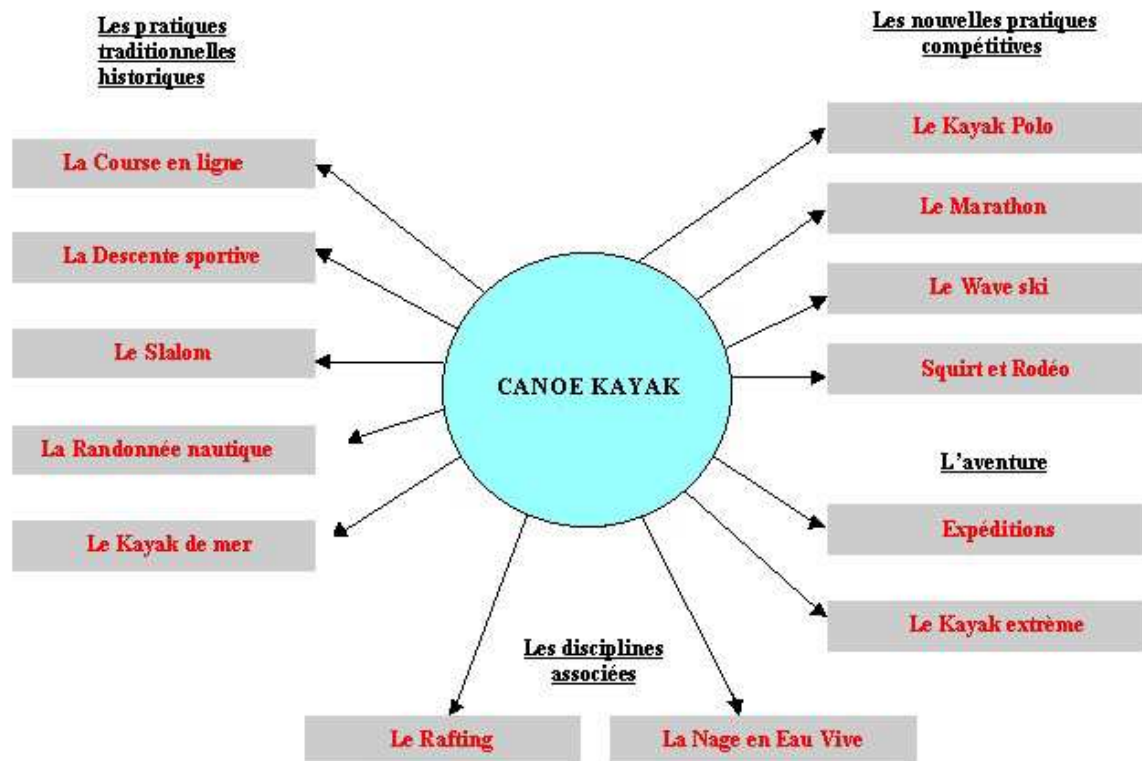 Les pratiques
traditionnelles
historiques
La Course en ligne
La Descente sportive
Le Slalom
La Randonnée nautique
Le Kayak de mer
CANOE KAYAK
Les nouvelles pratiques
compétitives
Le Kayak Polo
Le Marathon
Le Wave ski
Squirt et Rodéo
L'aventure
Expéditions
Le Kayak extrème
Les disciplines
associées
Le Rafting
La Nage en Eau Vive